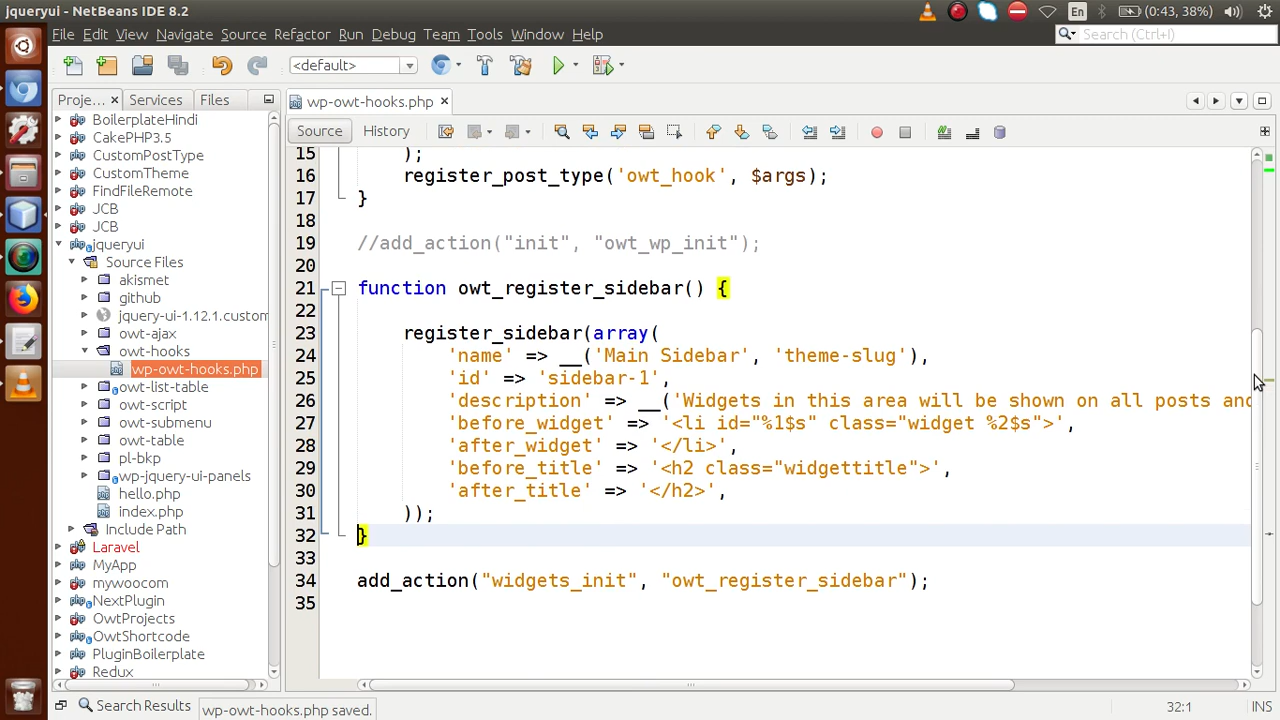 jqueryui - NetBeans IDE 8.2
En (0:43, 38%)
File Edit View Navigate Source Refactor Run Debug Team Tools Window Help
Search (Ctrl+I)
<default>
Proje... Services Files
wp-owt-hooks.php
Source History
BoilerplateHindi
CakePHP3.5
CustomPostType
CustomTheme
FindFileRemote
JCB
JCB
jqueryui
Source Files
akismet
github
jquery-ui-1.12.1.custom
owt-ajax
owt-hooks
wp-owt-hooks.php
owt-list-table
owt-script
owt-submenu
owt-table
pl-bkp
wp-jquery-ui-panels
hello.php
index.php
Include Path
Laravel
MyApp
mywoocom
NextPlugin
OwtProjects
OwtShortcode
PluginBoilerplate
Redux
15 );
16 register_post_type('owt_hook', $args);
17 }
18
19 //add_action("init", "owt_wp_init");
20
21 function owt_register_sidebar() {
22
23 register_sidebar(array(
24 'name' => __('Main Sidebar', 'theme-slug'),
25 'id' => 'sidebar-1',
26 'description' => __('Widgets in this area will be shown on all posts and
27 'before_widget' => '<li id="%1$s" class="widget %2$s">',
28 'after_widget' => '</li>',
29 'before_title' => '<h2 class="widgettitle">',
30 'after_title' => '</h2>',
31 ));
32 }
33
34 add_action("widgets_init", "owt_register_sidebar");
35
Search Results
wp-owt-hooks.php saved.
32:1 INS